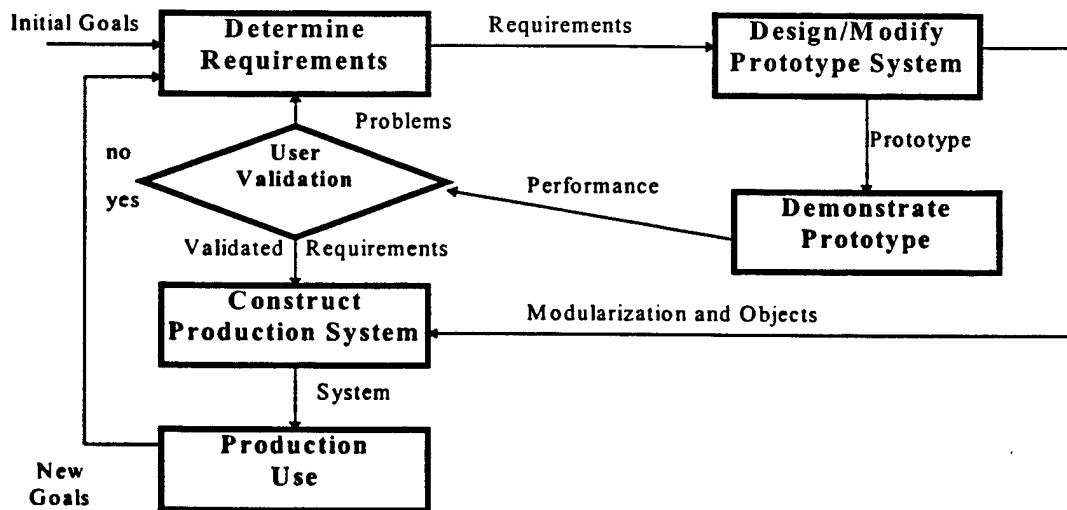 Initial Goals
Determine
Requirements
Requirements
Design/Modify
Prototype System
Problems
Prototype
no
yes
User
Validation
Performance
Demonstrate
Prototype
Validated Requirements
Construct
Production System
Modularization and Objects
System
Production
Use
New
Goals